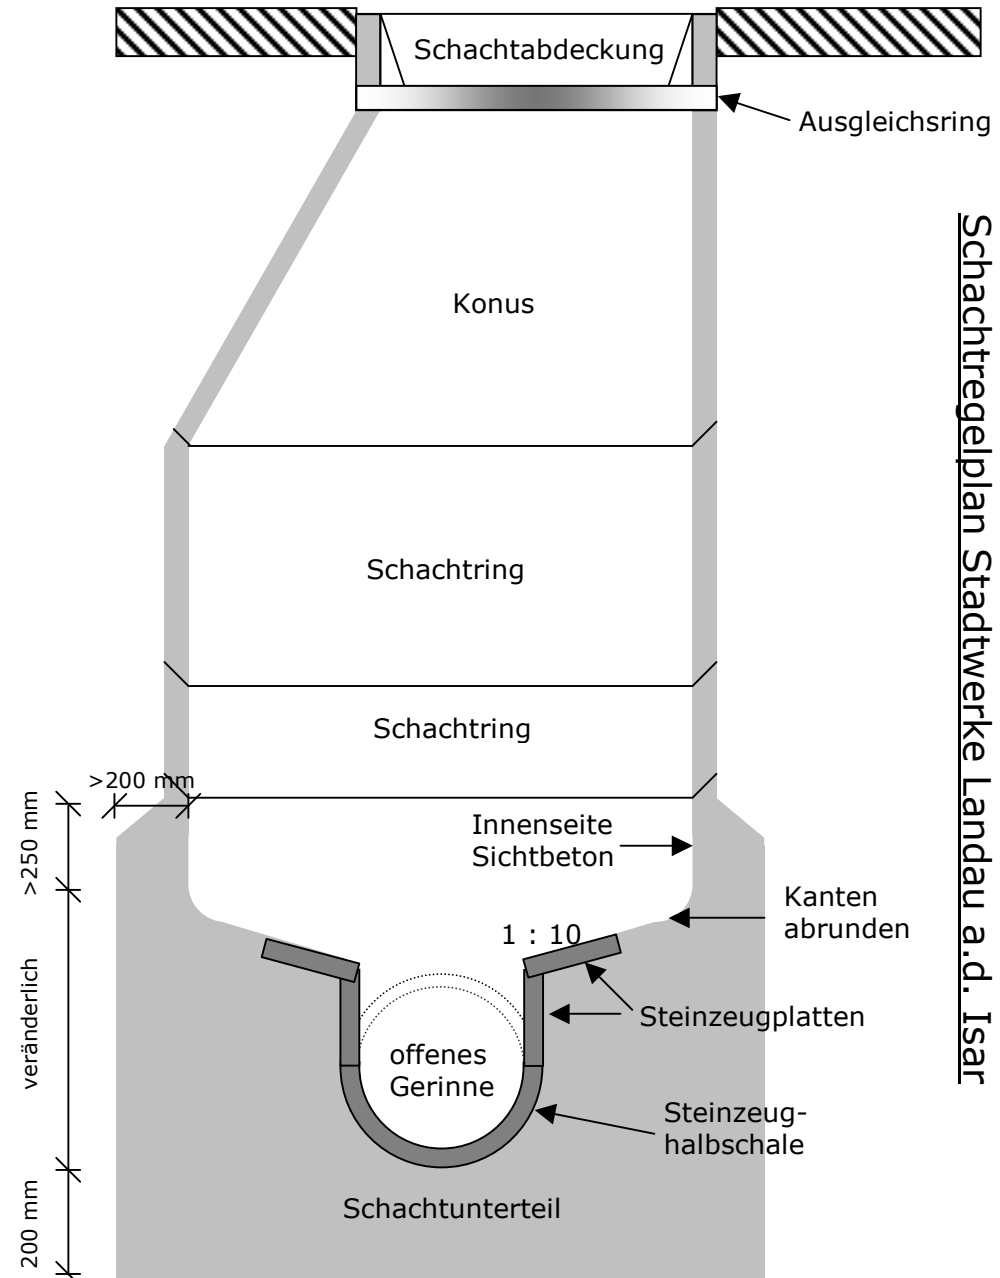 Schachtabdeckung
Ausgleichsring
Schachtregelplan Stadtwerke Landau a.d. Isar
Konus
Schachtring
Schachtring
>200 mm
>250 mm
Innenseite
Sichtbeton
Kanten
abrunden
1 : 10
veränderlich
Steinzeugplatten
offenes
Gerinne
Steinzeug-
halbschale
200 mm
Schachtunterteil